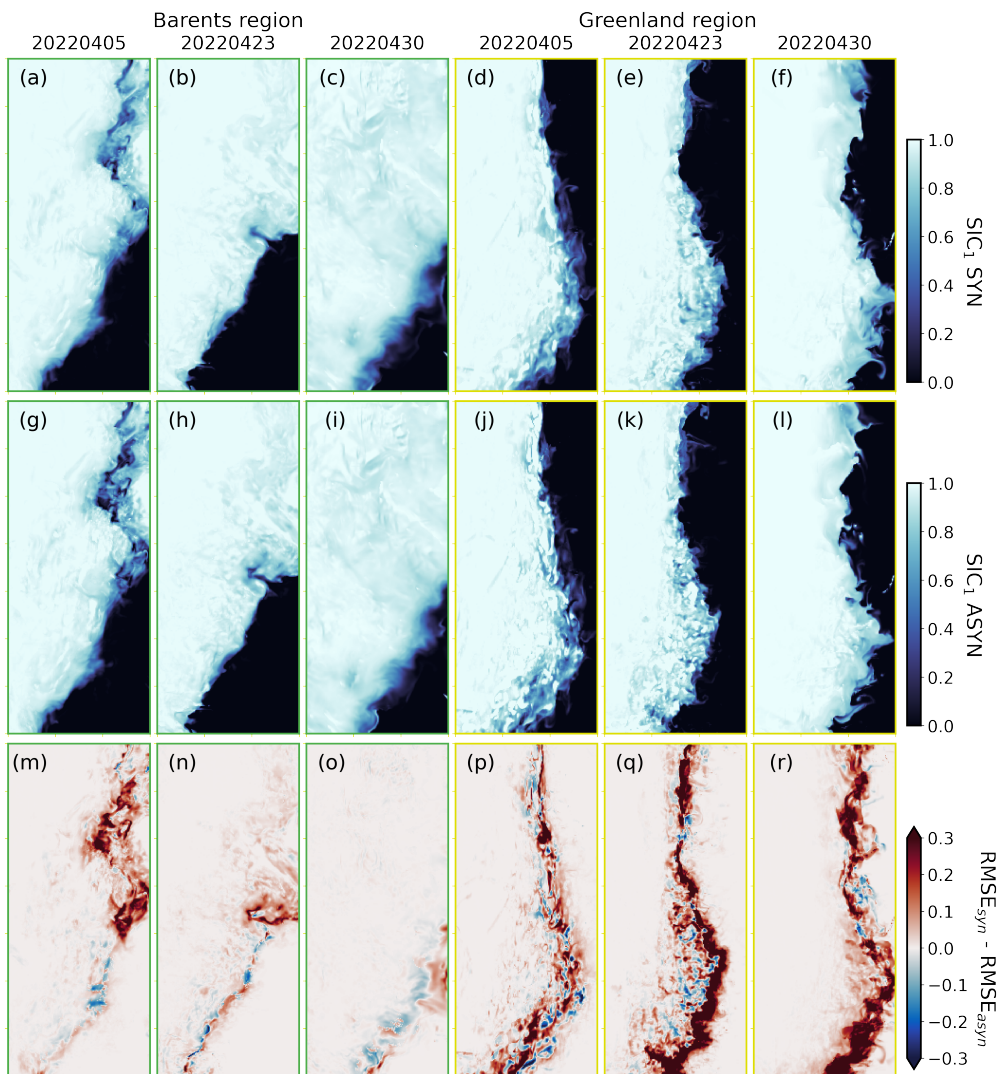 Barents region Greenland region
20220405 20220423 20220430 20220405 20220423 20220430
(a) (b) (c) (d) (e) (f)
1.0
0.8
0.6
0.4
0.2
0.0
SIC₁ SYN
(g) (h) (i) (j) (k) (l)
1.0
0.8
0.6
0.4
0.2
0.0
SIC₁ ASYN
(m) (n) (o) (p) (q) (r)
0.3
0.2
0.1
0.0
−0.1
−0.2
−0.3
RMSE_syn - RMSE_asyn